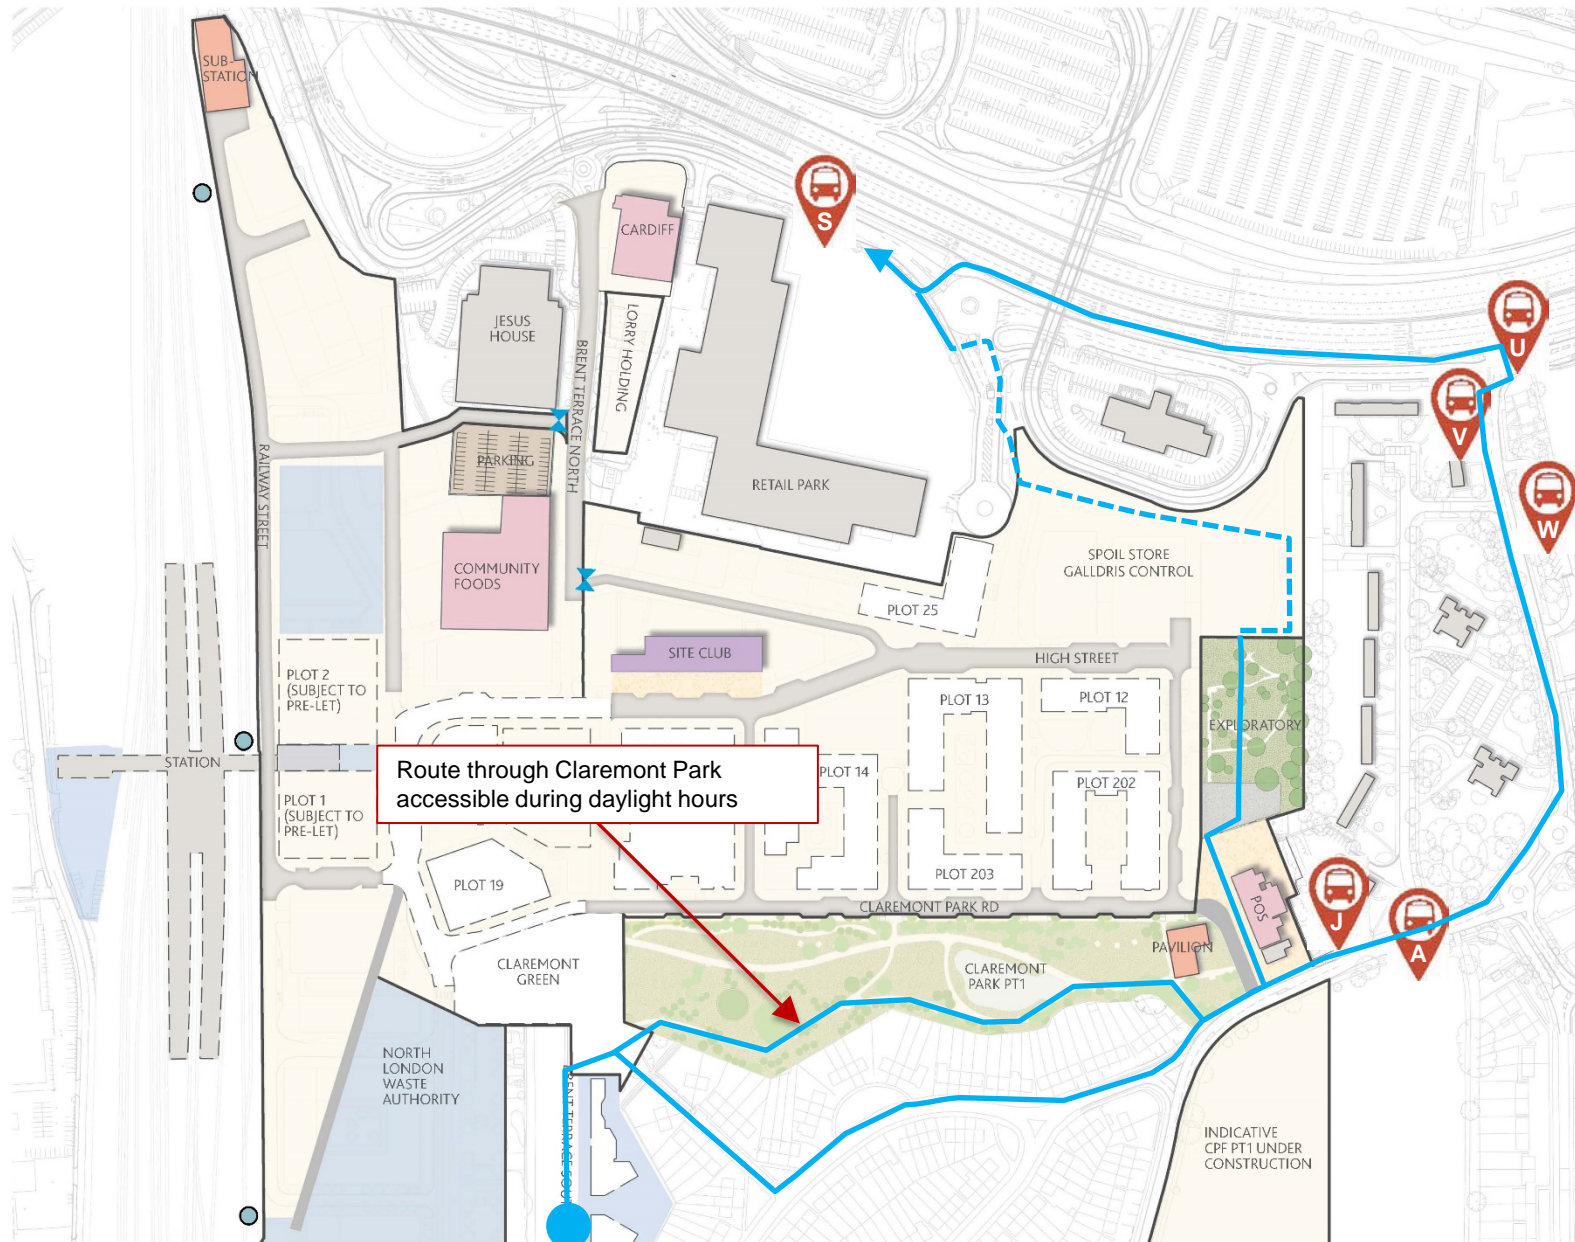 SUB-
STATION
S
CARDIFF
JESUS
HOUSE
LORRY HOLDING
BRENT TERRACE NORTH
U
V
W
PARKING
RAILWAY STREET
RETAIL PARK
COMMUNITY
FOODS
SPOIL STORE
GALLDRIS CONTROL
PLOT 25
SITE CLUB
HIGH STREET
PLOT 2
(SUBJECT TO
PRE-LET)
PLOT 13
PLOT 12
EXPLORATORY
STATION
Route through Claremont Park
accessible during daylight hours
PLOT 14
PLOT 202
PLOT 1
(SUBJECT TO
PRE-LET)
PLOT 19
PLOT 203
CLAREMONT PARK RD
POS
J
A
PAVILION
CLAREMONT
GREEN
CLAREMONT
PARK PT1
NORTH
LONDON
WASTE
AUTHORITY
BRENT TERRACE SOUTH
INDICATIVE
CPF PT1 UNDER
CONSTRUCTION